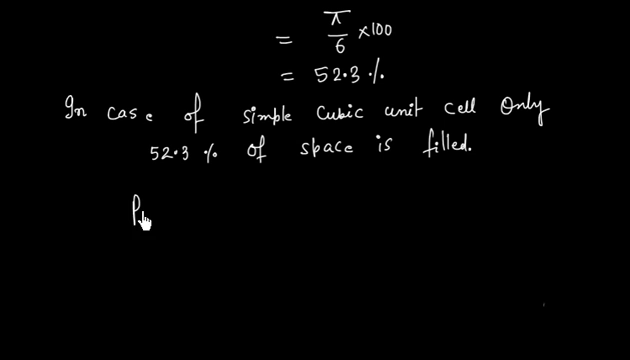 = π/6 ×100
= 52.3 %
In case of simple cubic unit cell Only
52.3 % of space is filled.
P